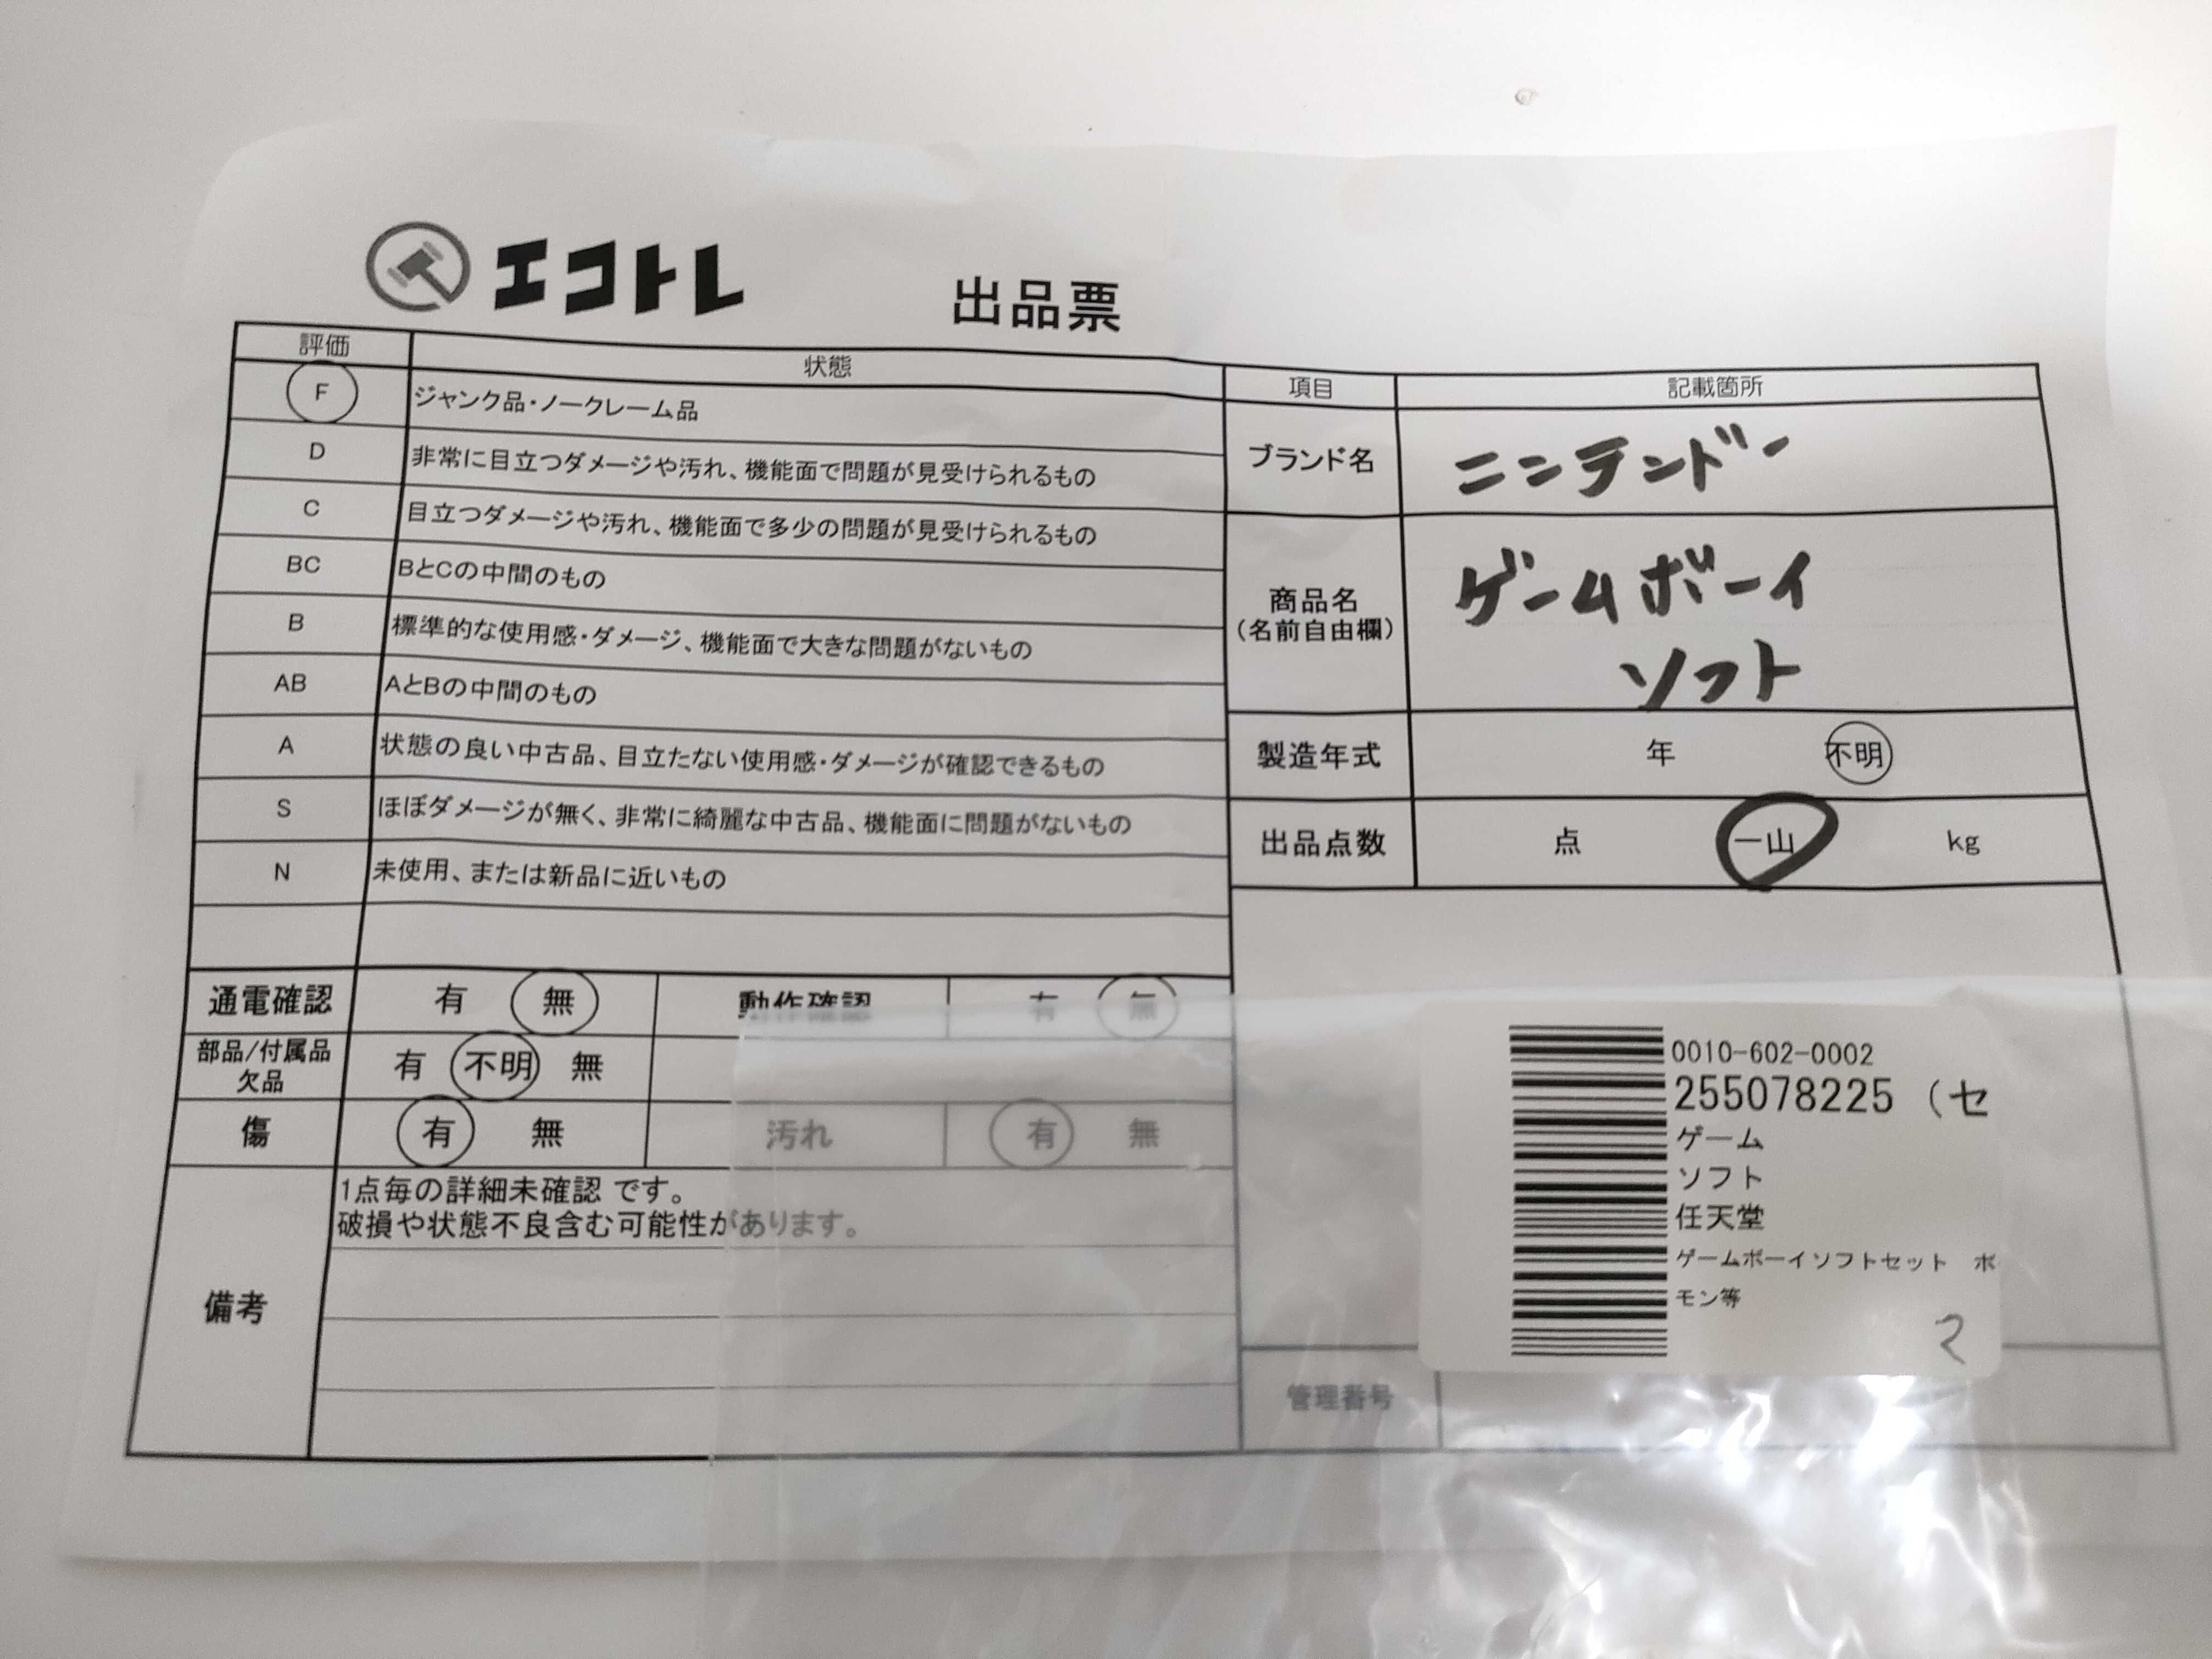 エコトレ
出品票
評価 状態
F ジャンク品・ノークレーム品
D 非常に目立つダメージや汚れ、機能面で問題が見受けられるもの
C 目立つダメージや汚れ、機能面で多少の問題が見受けられるもの
BC BとCの中間のもの
B 標準的な使用感・ダメージ、機能面で大きな問題がないもの
AB AとBの中間のもの
A 状態の良い中古品、目立たない使用感・ダメージが確認できるもの
S ほぼダメージが無く、非常に綺麗な中古品、機能面に問題がないもの
N 未使用、または新品に近いもの
通電確認 有 無 動作確認 有 無
部品/付属品 欠品 有 不明 無
傷 有 無 汚れ 有 無
備考
1点毎の詳細未確認 です。
破損や状態不良含む可能性があります。
項目 記載箇所
ブランド名 ニンテンドー
商品名
(名前自由欄)
ゲームボーイ
ソフト
製造年式 年 不明
出品点数 点 一山 kg
0010-602-0002
255078225 (セ
ゲーム
ソフト
任天堂
ゲームボーイソフトセット ポ
モン等
2
管理番号